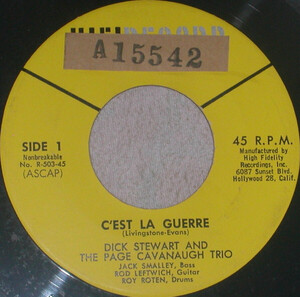 A15542
SIDE 1
Nonbreakable
No. R-503-45
(ASCAP)
45 R.P.M.
Manufactured by
High Fidelity
Recordings, Inc.
6087 Sunset Blvd.
Hollywood 28, Calif.
C'EST LA GUERRE
(Livingstone-Evans)
DICK STEWART AND
THE PAGE CAVANAUGH TRIO
JACK SMALLEY, Bass
ROD LEFTWICH, Guitar
ROY ROTEN, Drums